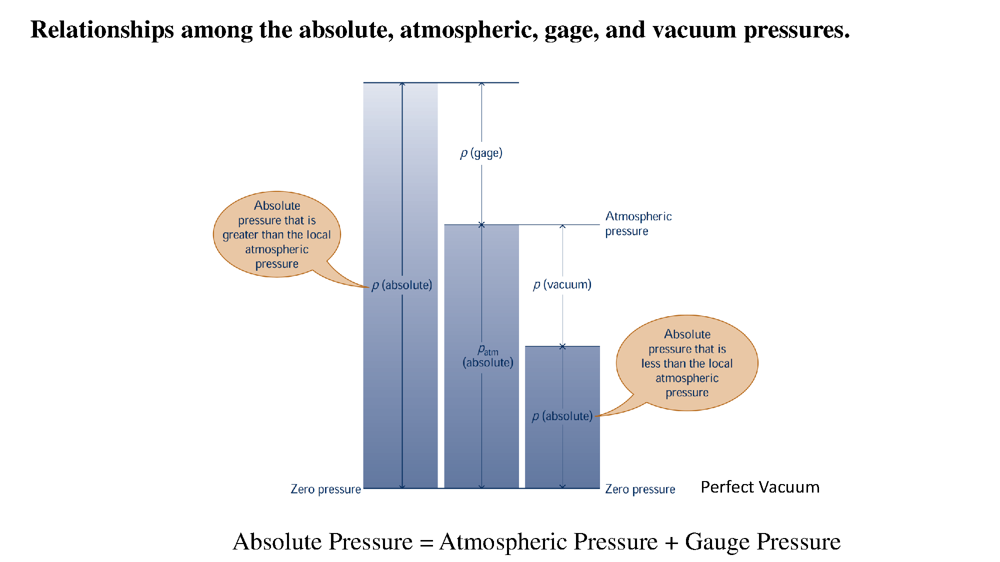 Relationships among the absolute, atmospheric, gage, and vacuum pressures.
p (gage)
Absolute
pressure that is
greater than the local
atmospheric
pressure
Atmospheric
pressure
p (absolute)
p (vacuum)
patm
(absolute)
Absolute
pressure that is
less than the local
atmospheric
pressure
p (absolute)
Zero pressure
Zero pressure
Perfect Vacuum
Absolute Pressure = Atmospheric Pressure + Gauge Pressure